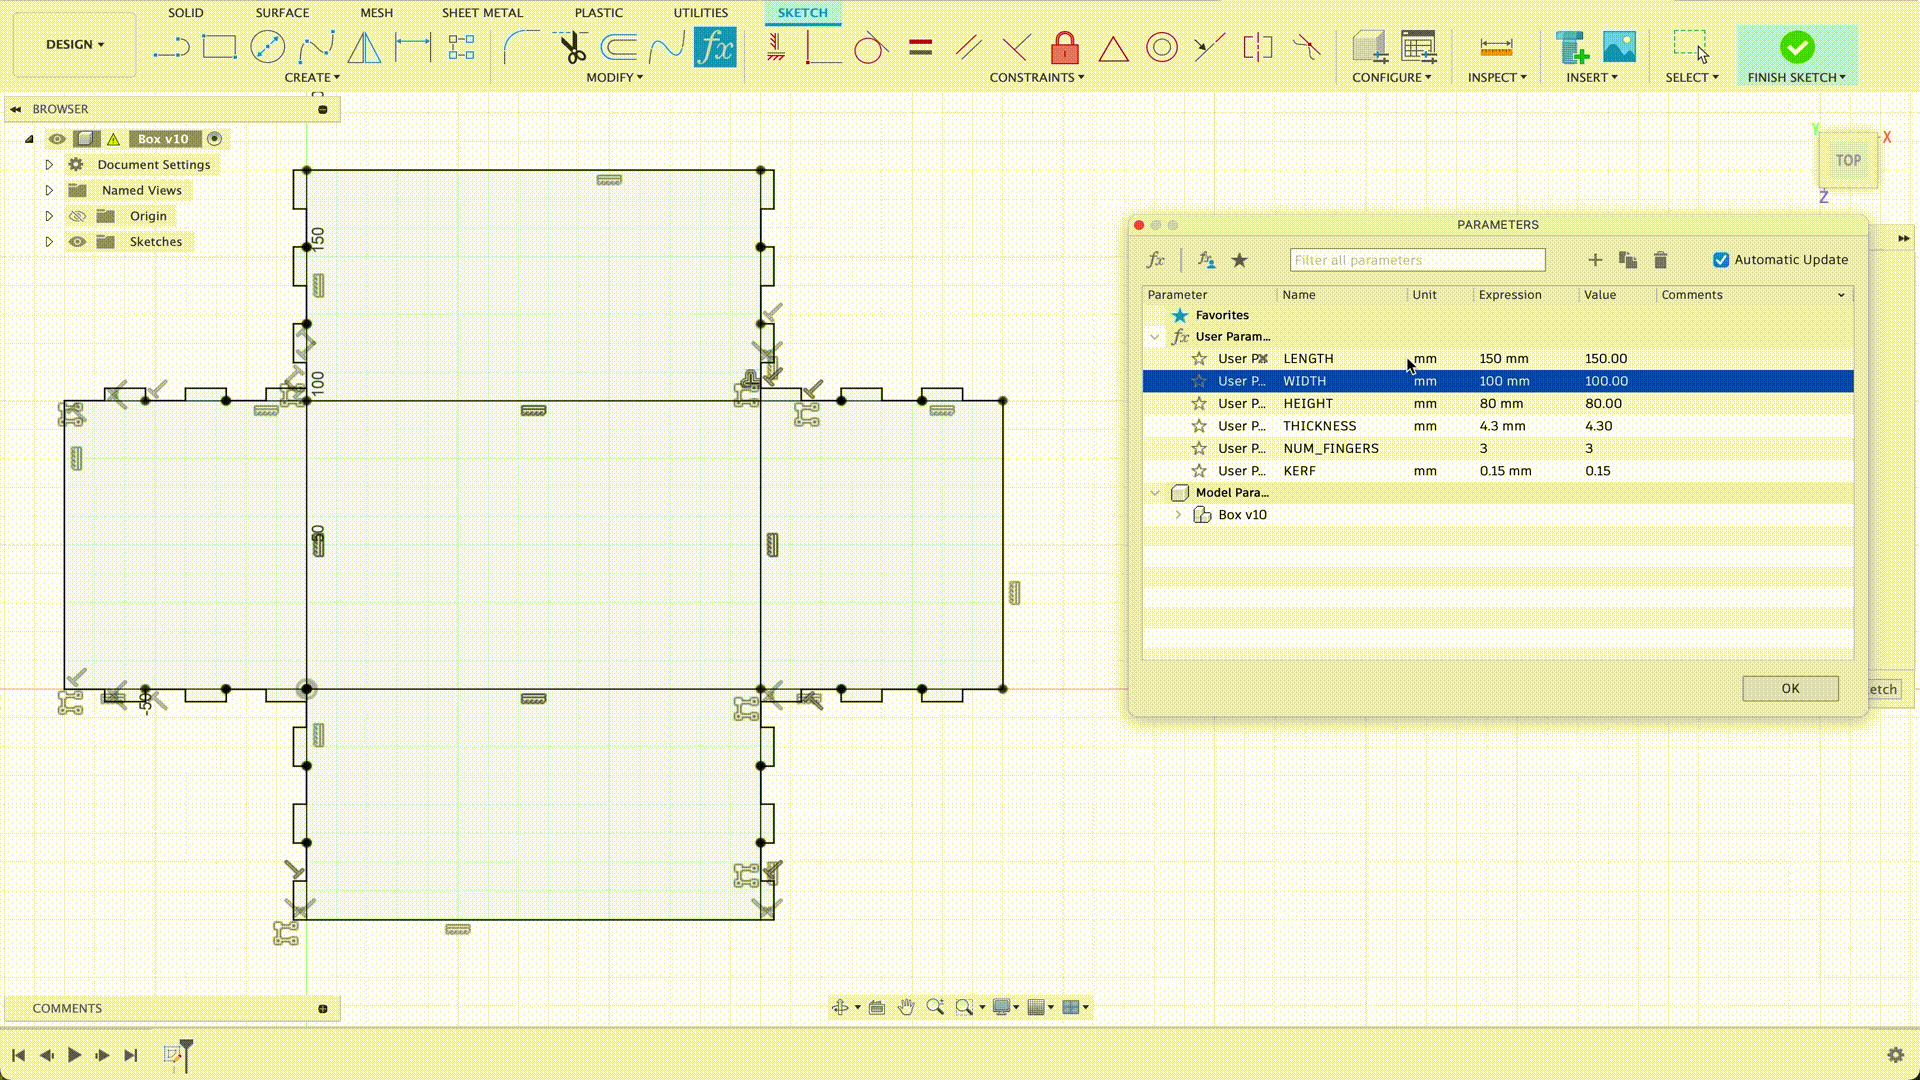 SOLID SURFACE MESH SHEET METAL PLASTIC UTILITIES SKETCH
DESIGN
CREATE MODIFY CONSTRAINTS CONFIGURE INSPECT INSERT SELECT FINISH SKETCH
BROWSER
Box v10
Document Settings
Named Views
Origin
Sketches
TOP
X
Y
Z
150
100
50
-50
PARAMETERS
fx
Filter all parameters
Automatic Update
Parameter Name Unit Expression Value Comments
Favorites
fx User Param...
User P... LENGTH mm 150 mm 150.00
User P... WIDTH mm 100 mm 100.00
User P... HEIGHT mm 80 mm 80.00
User P... THICKNESS mm 4.3 mm 4.30
User P... NUM_FINGERS 3 3
User P... KERF mm 0.15 mm 0.15
Model Para...
Box v10
OK
etch
COMMENTS